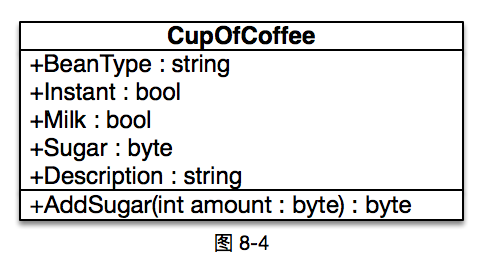 CupOfCoffee
+BeanType : string
+Instant : bool
+Milk : bool
+Sugar : byte
+Description : string
+AddSugar(int amount : byte) : byte
图 8-4